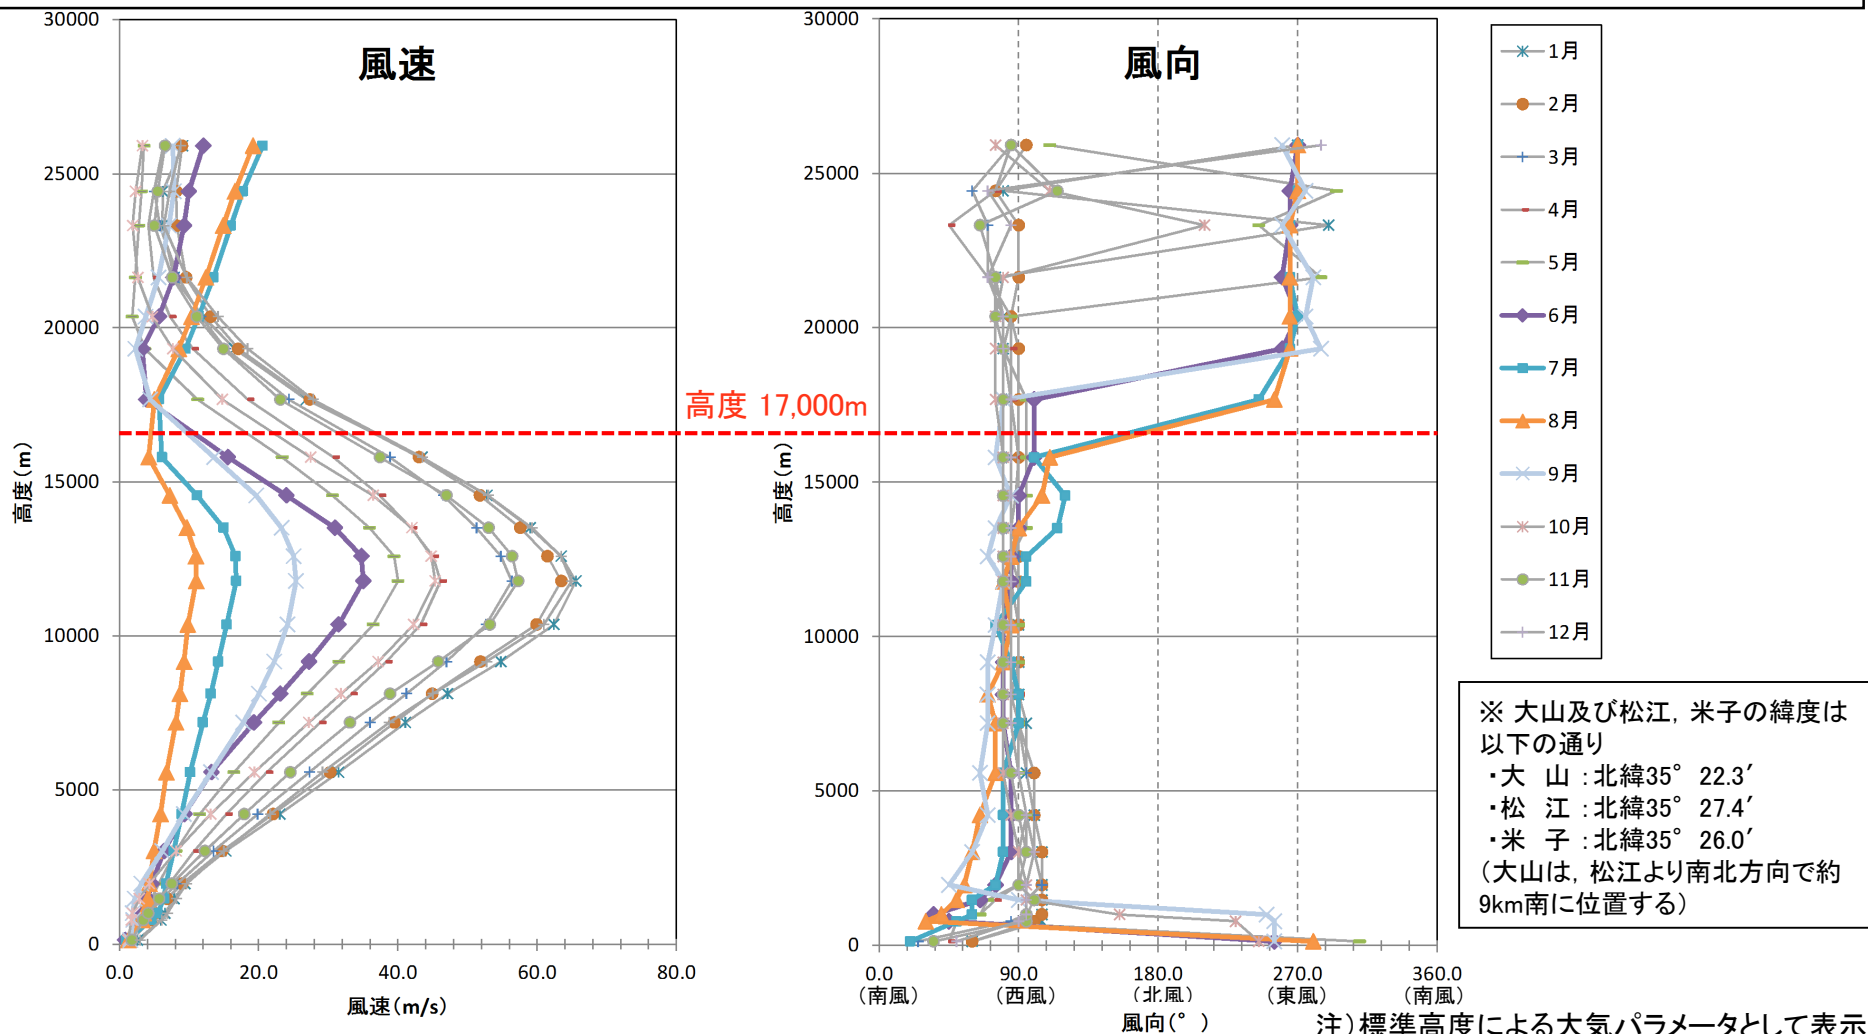 風速
30000
25000
20000
15000
10000
5000
0
高度(m)
0.0 20.0 40.0 60.0 80.0
風速(m/s)
高度 17,000m
風向
30000
25000
20000
15000
10000
5000
0
高度(m)
0.0 90.0 180.0 270.0 360.0
(南風) (西風) (北風) (東風) (南風)
風向(°)
1月
2月
3月
4月
5月
6月
7月
8月
9月
10月
11月
12月
※ 大山及び松江, 米子の緯度は
以下の通り
・大 山 :北緯35° 22.3′
・松 江 :北緯35° 27.4′
・米 子 :北緯35° 26.0′
(大山は, 松江より南北方向で約
9km南に位置する)
注)標準高度による大気パラメータとして表示